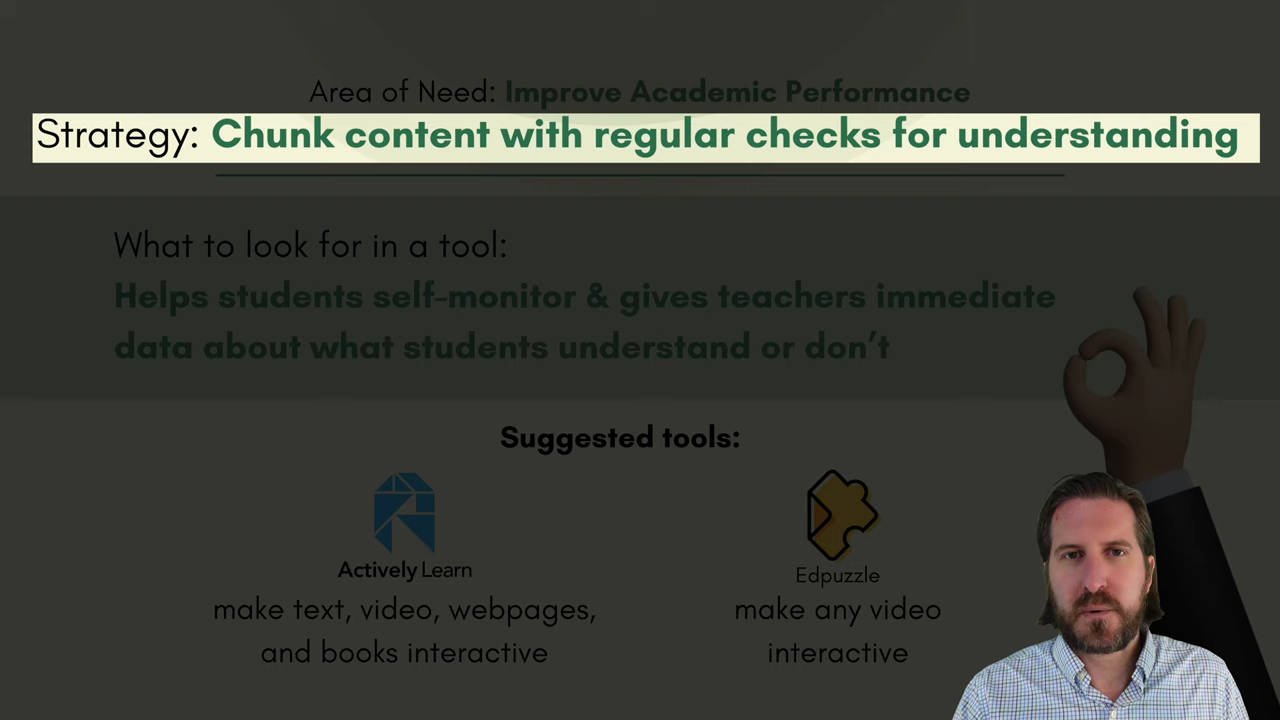 Area of Need: Improve Academic Performance
Strategy: Chunk content with regular checks for understanding
What to look for in a tool:
Helps students self-monitor & gives teachers immediate
data about what students understand or don't
Suggested tools:
Actively Learn
make text, video, webpages,
and books interactive
Edpuzzle
make any video
interactive